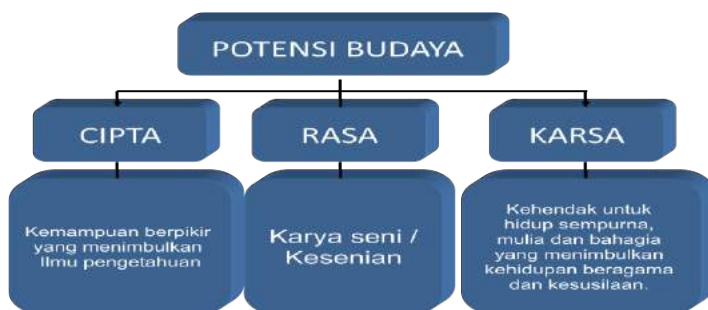 POTENSI BUDAYA
CIPTA
RASA
KARSA
Kemampuan berpikir
yang menimbulkan
Ilmu pengetahuan
Karya seni /
Kesenian
Kehendak untuk
hidup sempurna,
mulia dan bahagia
yang menimbulkan
kehidupan beragama
dan kesusilaan.